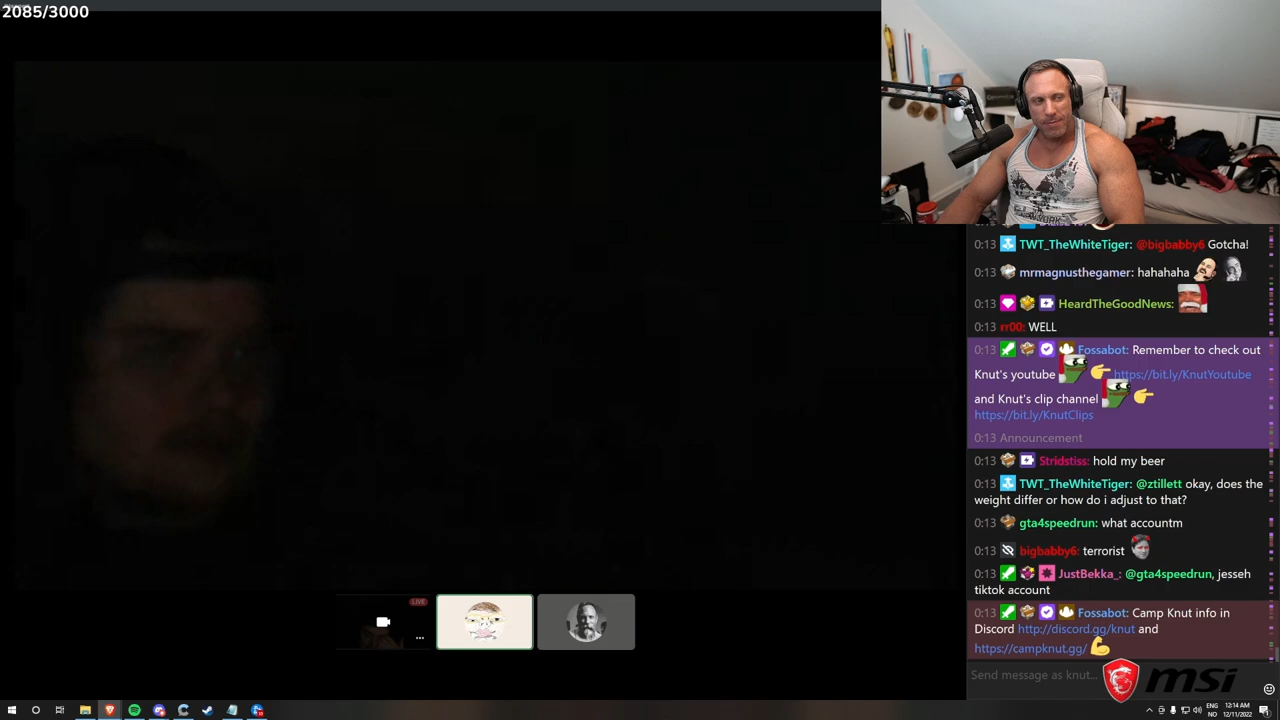 2085/3000
LIVE
0:13 TWT_TheWhiteTiger: @bigbabby6 Gotcha!
0:13 mrmagnusthegamer: hahahaha
0:13 HeardTheGoodNews:
0:13 rr00: WELL
0:13 Fossabot: Remember to check out
Knut's youtube 👉 https://bit.ly/KnutYoutube
and Knut's clip channel 👉
https://bit.ly/KnutClips
0:13 Announcement
0:13 Stridstiss: hold my beer
0:13 TWT_TheWhiteTiger: @ztillett okay, does the
weight differ or how do i adjust to that?
0:13 gta4speedrun: what accountm
0:13 bigbabby6: terrorist
0:13 JustBekka_: @gta4speedrun, jesseh
tiktok account
0:13 Fossabot: Camp Knut info in
Discord http://discord.gg/knut and
https://campknut.gg/ 💪
Send message as knut...
msi
ENG
NO
12:14 AM
12/11/2022